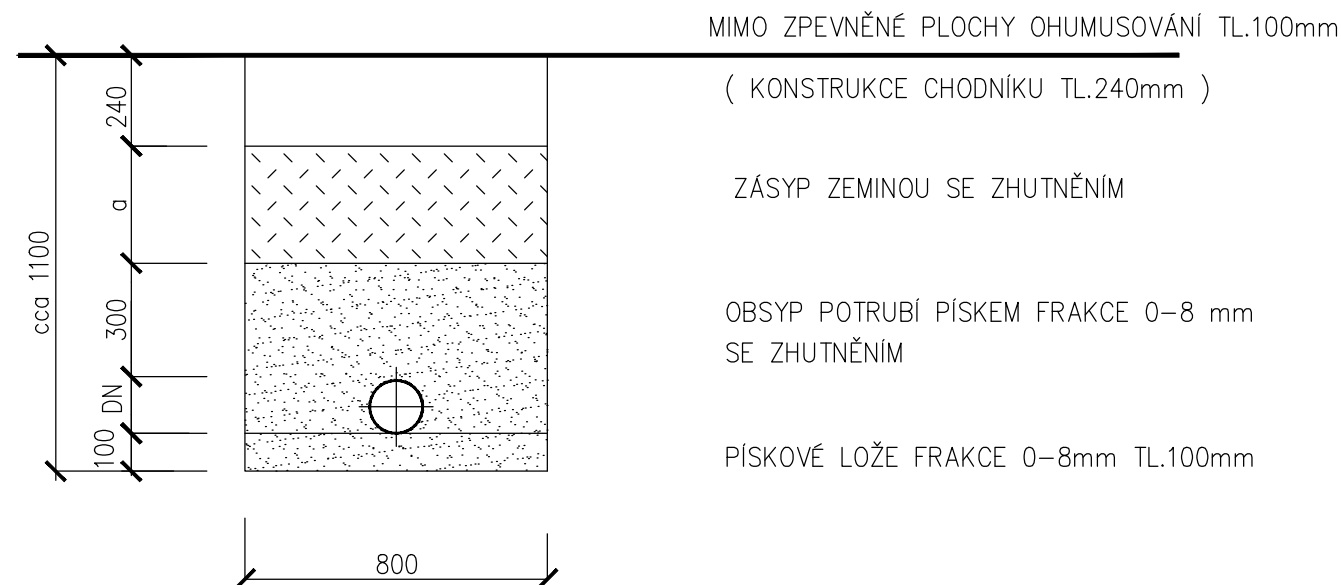 MIMO ZPEVNĚNÉ PLOCHY OHUMUSOVÁNÍ TL.100mm
( KONSTRUKCE CHODNÍKU TL.240mm )
240
ZÁSYP ZEMINOU SE ZHUTNĚNÍM
a
cca 1100
300
OBSYP POTRUBÍ PÍSKEM FRAKCE 0-8 mm
SE ZHUTNĚNÍM
DN
100
PÍSKOVÉ LOŽE FRAKCE 0-8mm TL.100mm
800